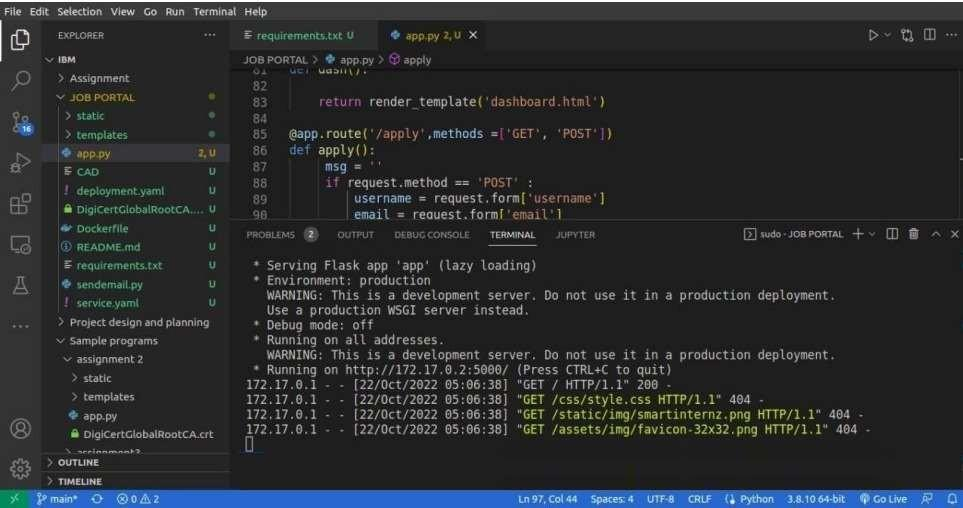 File Edit Selection View Go Run Terminal Help
EXPLORER ...
requirements.txt U
app.py 2, U
JOB PORTAL > app.py > apply
IBM
Assignment
JOB PORTAL
static
templates
app.py 2, U
CAD U
deployment.yaml U
DigiCertGlobalRootCA.... U
Dockerfile U
README.md U
requirements.txt U
sendemail.py U
service.yaml U
Project design and planning
Sample programs
assignment 2
static
templates
app.py
DigiCertGlobalRootCA.crt
assignment3
OUTLINE
TIMELINE
16
81 def dash():
82
83 return render_template('dashboard.html')
84
85 @app.route('/apply',methods =['GET', 'POST'])
86 def apply():
87 msg = ''
88 if request.method == 'POST' :
89 username = request.form['username']
90 email = request.form['email']
PROBLEMS 2 OUTPUT DEBUG CONSOLE TERMINAL JUPYTER
sudo - JOB PORTAL
* Serving Flask app 'app' (lazy loading)
* Environment: production
WARNING: This is a development server. Do not use it in a production deployment.
Use a production WSGI server instead.
* Debug mode: off
* Running on all addresses.
WARNING: This is a development server. Do not use it in a production deployment.
* Running on http://172.17.0.2:5000/ (Press CTRL+C to quit)
172.17.0.1 - - [22/Oct/2022 05:06:38] "GET / HTTP/1.1" 200 -
172.17.0.1 - - [22/Oct/2022 05:06:38] "GET /css/style.css HTTP/1.1" 404 -
172.17.0.1 - - [22/Oct/2022 05:06:38] "GET /static/img/smartinternz.png HTTP/1.1" 404 -
172.17.0.1 - - [22/Oct/2022 05:06:38] "GET /assets/img/favicon-32x32.png HTTP/1.1" 404 -
main* 0 2
Ln 97, Col 44 Spaces: 4 UTF-8 CRLF Python 3.8.10 64-bit Go Live